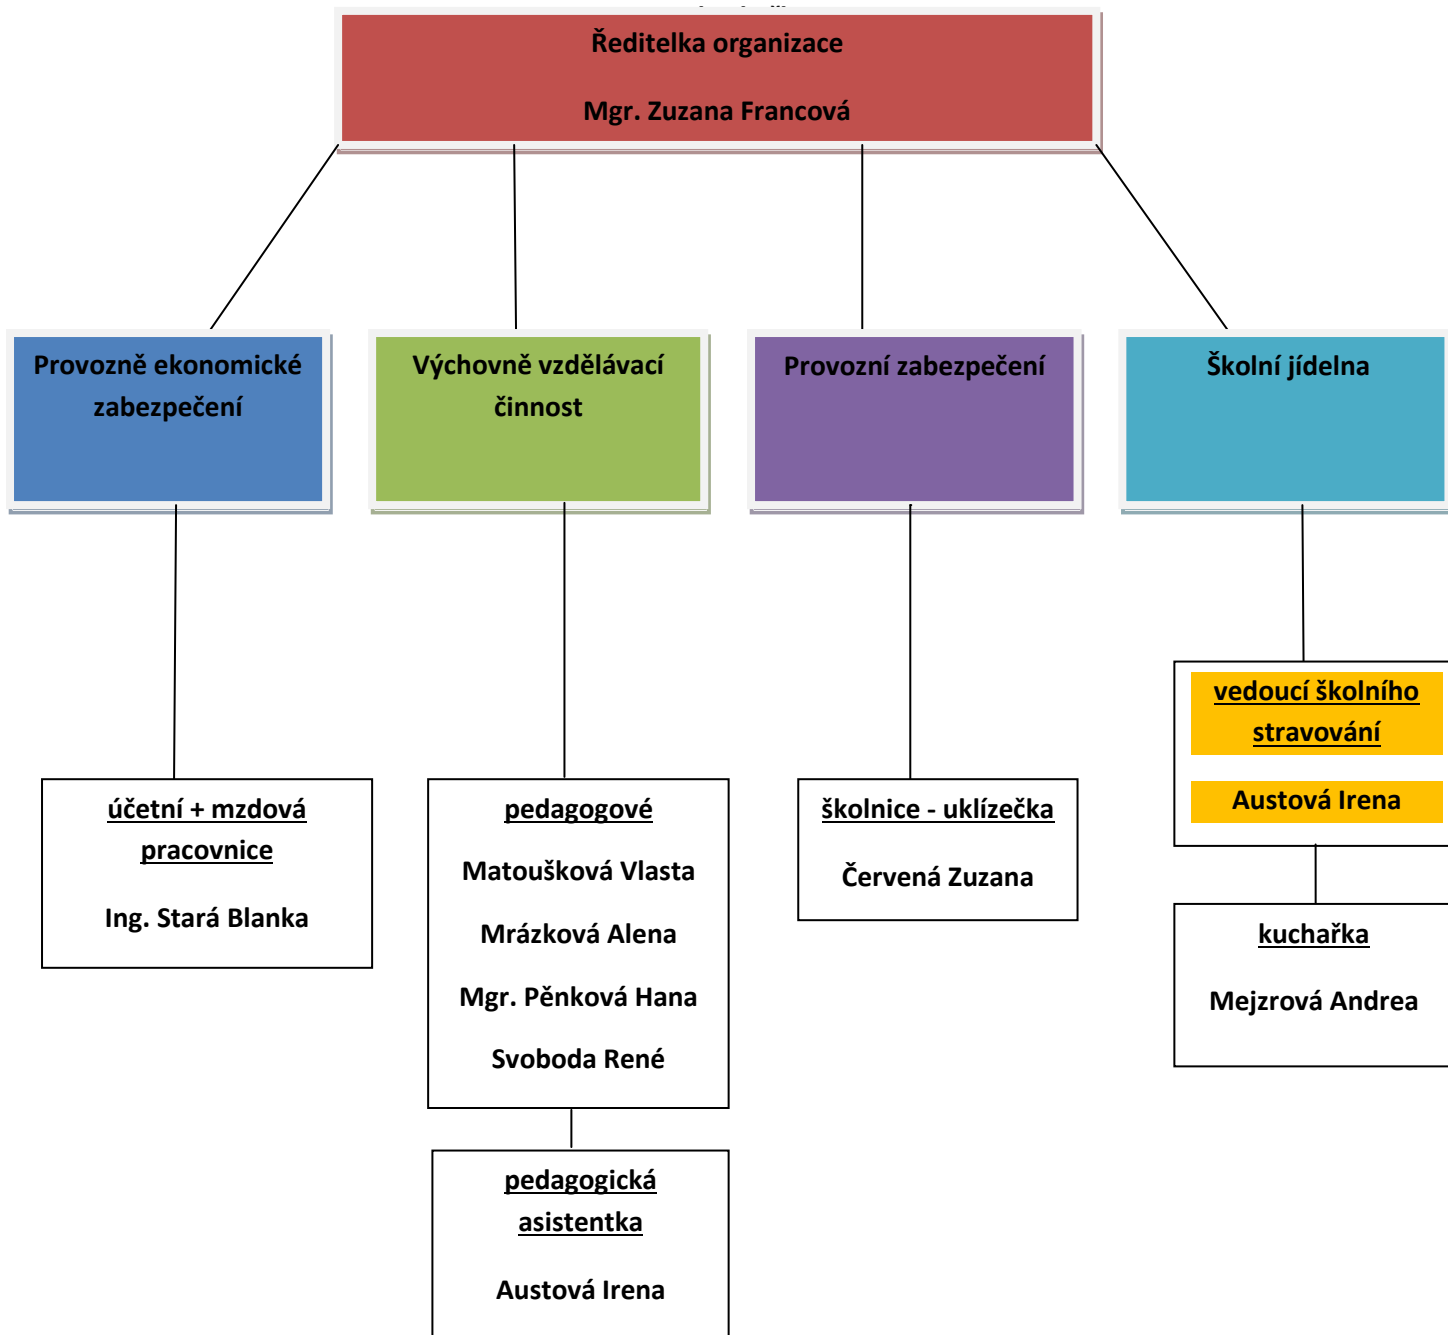 Ředitelka organizace
Mgr. Zuzana Francová
Provozně ekonomické
zabezpečení
Výchovně vzdělávací
činnost
Provozní zabezpečení
Školní jídelna
účetní + mzdová
pracovnice
Ing. Stará Blanka
pedagogové
Matoušková Vlasta
Mrázková Alena
Mgr. Pěnková Hana
Svoboda René
pedagogická
asistentka
Austová Irena
školnice - uklízečka
Červená Zuzana
vedoucí školního
stravování
Austová Irena
kuchařka
Mejzrová Andrea